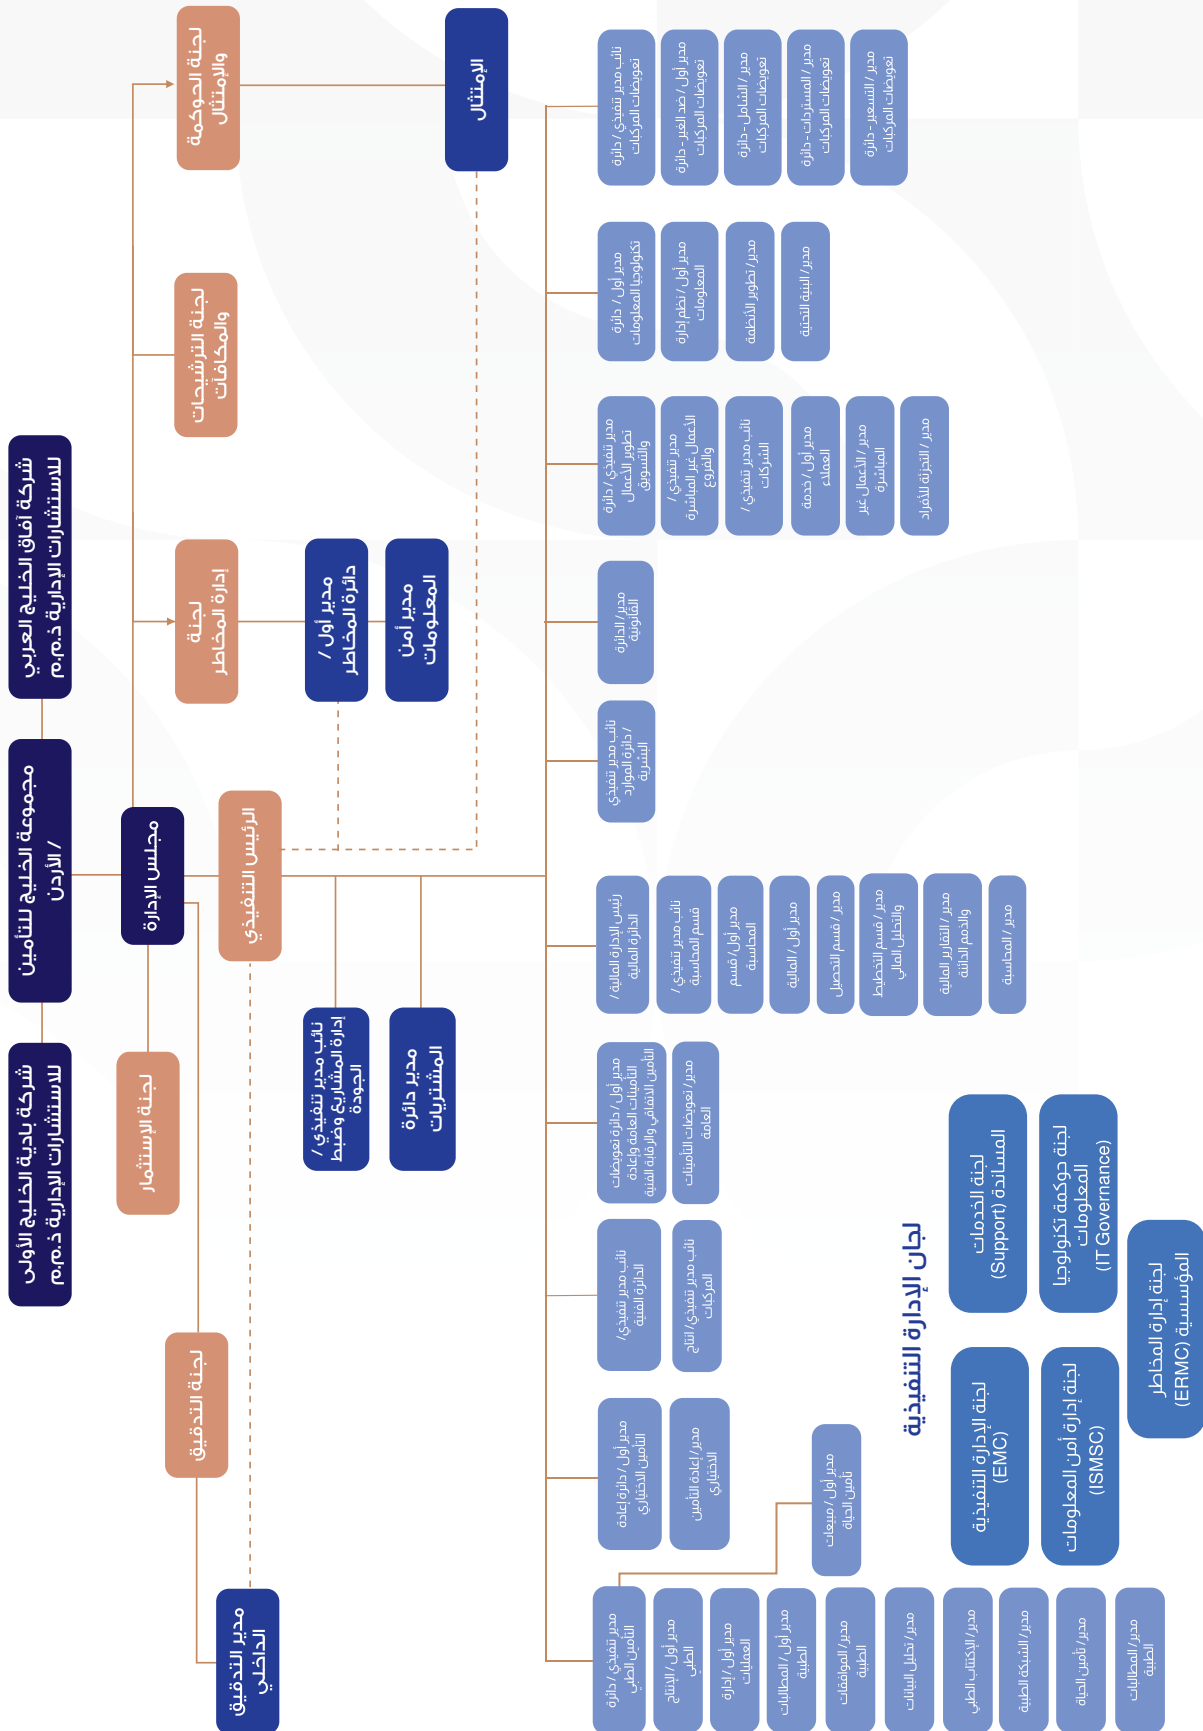 شركة بادية الخليج الأولى
للاستشارات الإدارية ذ.م.م
مجموعة الخليج للتأمين
/ الأردن
شركة آفاق الخليج العربي
للاستشارات الإدارية ذ.م.م
مجلس الإدارة
لجنة الإستثمار
لجنة التدقيق
لجنة
إدارة المخاطر
لجنة الترشيحات
والمكافآت
لجنة الحوكمة
والإمتثال
الرئيس التنفيذي
مدير التدقيق
الداخلي
نائب مدير تنفيذي /
إدارة المشاريع وضبط
الجودة
مدير دائرة
المشتريات
مدير أول /
دائرة المخاطر
مدير أمن
المعلومات
الإمتثال
مدير تنفيذي / دائرة
التأمين الطبي
مدير أول / الإنتاج
الطبي
مدير أول / إدارة
العمليات
مدير أول / المطالبات
الطبية
مدير/ الموافقات
الطبية
مدير/ تحليل البيانات
مدير/ الإكتتاب الطبي
مدير/ الشبكة الطبية
مدير/ تأمين الحياة
مدير/ المطالبات
الطبية
مدير أول / مبيعات
تأمين الحياة
مدير أول / دائرة إعادة
التأمين الاختياري
مدير/ إعادة التأمين
الاختياري
نائب مدير تنفيذي/
الدائرة الفنية
نائب مدير تنفيذي/ انتاج
المركبات
مدير أول / دائرة تعويضات
التأمينات العامة وإعادة
التأمين الاتفاقي والرقابة الفنية
مدير/ تعويضات التأمينات
العامة
رئيس الإدارة المالية /
الدائرة المالية
نائب مدير تنفيذي /
قسم المحاسبة
مدير أول/ قسم
المحاسبة
مدير أول / المالية
مدير / قسم التحصيل
مدير / قسم التخطيط
والتحليل المالي
مدير / التقارير المالية
والذمم الدائنة
مدير / المحاسبة
نائب مدير تنفيذي
/ دائرة الموارد
البشرية
مدير/ الدائرة
القانونية
مدير تنفيذي / دائرة
تطوير الأعمال
والتسويق
مدير تنفيذي /
الأعمال غير المباشرة
والفروع
نائب مدير تنفيذي /
الشركات
مدير أول / خدمة
العملاء
مدير / الأعمال غير
المباشرة
مدير / التجزئة للأفراد
مدير أول / دائرة
تكنولوجيا المعلومات
مدير أول / نظم إدارة
المعلومات
مدير/ تطوير الأنظمة
مدير/ البنية التحتية
نائب مدير تنفيذي / دائرة
تعويضات المركبات
مدير أول / ضد الغير - دائرة
تعويضات المركبات
مدير / الشامل - دائرة
تعويضات المركبات
مدير / المستردات - دائرة
تعويضات المركبات
مدير / التسعير - دائرة
تعويضات المركبات
لجان الإدارة التنفيذية
لجنة الإدارة التنفيذية
(EMC)
لجنة الخدمات
المساندة (Support)
لجنة إدارة أمن المعلومات
(ISMSC)
لجنة حوكمة تكنولوجيا
المعلومات
(IT Governance)
لجنة إدارة المخاطر
المؤسسية (ERMC)